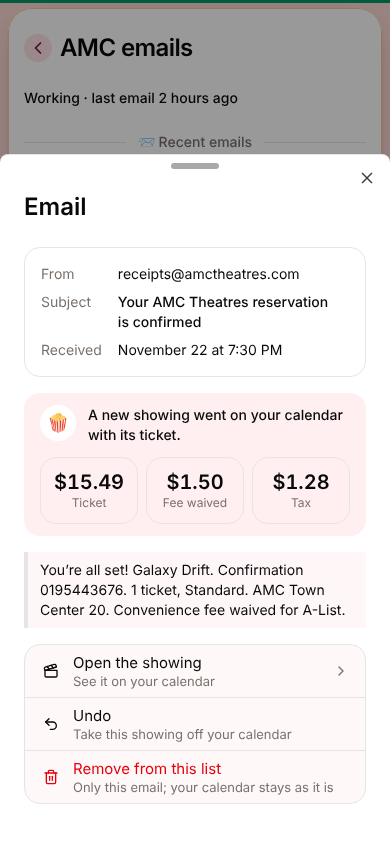 AMC emails
Working · last email 2 hours ago
📨 Recent emails
Email
From receipts@amctheatres.com
Subject Your AMC Theatres reservation
is confirmed
Received November 22 at 7:30 PM
A new showing went on your calendar
with its ticket.
$15.49 $1.50 $1.28
Ticket Fee waived Tax
You’re all set! Galaxy Drift. Confirmation
0195443676. 1 ticket, Standard. AMC Town
Center 20. Convenience fee waived for A-List.
Open the showing
See it on your calendar
Undo
Take this showing off your calendar
Remove from this list
Only this email; your calendar stays as it is